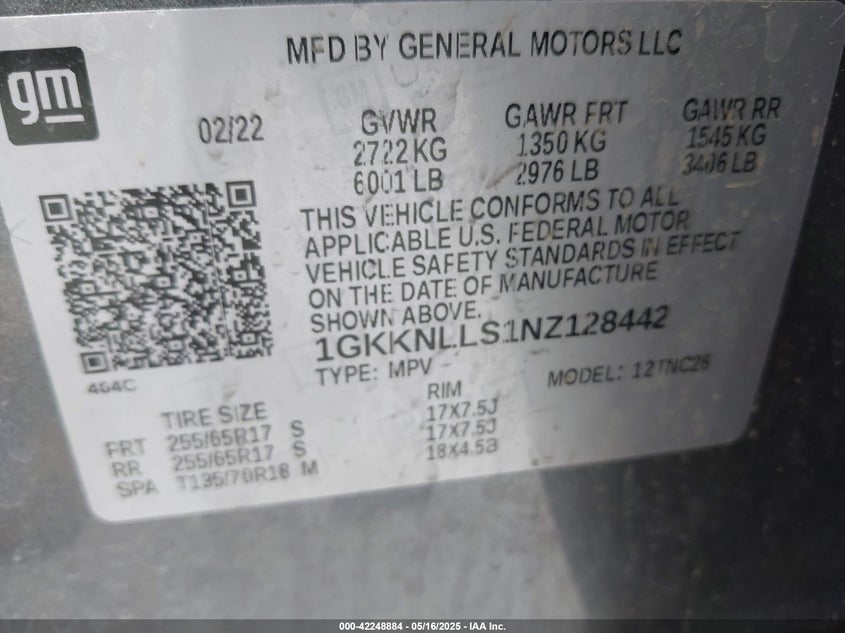 gm
MFD BY GENERAL MOTORS LLC
02/22
GVWR
2722 KG
6001 LB
GAWR FRT
1350 KG
2976 LB
GAWR RR
1545 KG
3406 LB
THIS VEHICLE CONFORMS TO ALL
APPLICABLE U.S. FEDERAL MOTOR
VEHICLE SAFETY STANDARDS IN EFFECT
ON THE DATE OF MANUFACTURE
SHOWN ABOVE.
1GKKNLLS1NZ128442
TYPE: MPV
MODEL: 12TNC26
464C
TIRE SIZE
RIM
FRT 255/65R17 S 17X7.5J
RR 255/65R17 S 17X7.5J
SPA T135/70R18 M 18X4.5B
000-42248884 / 05/16/2025 / IAA Inc.